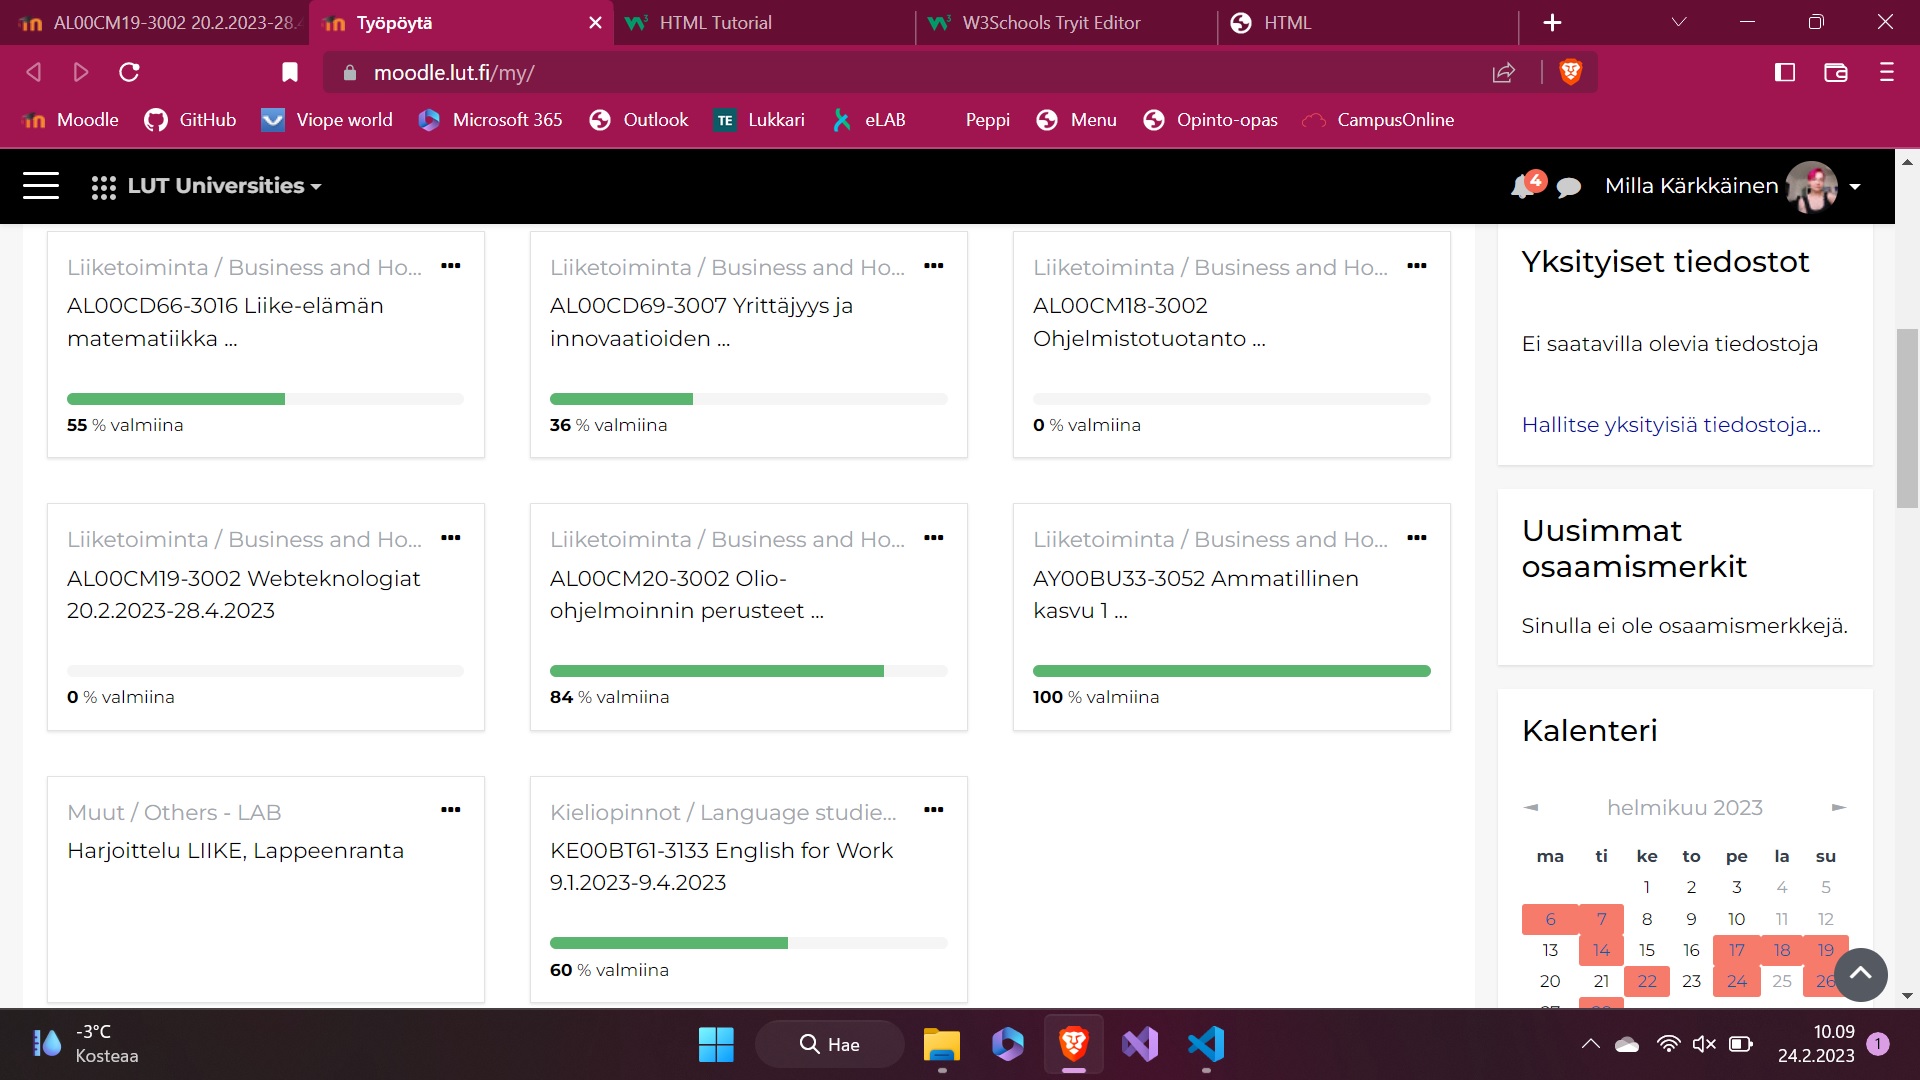 AL00CM19-3002 20.2.2023-28.4
Työpöytä
HTML Tutorial
W3Schools Tryit Editor
HTML
moodle.lut.fi/my/
Moodle
GitHub
Viope world
Microsoft 365
Outlook
TE
Lukkari
eLAB
Peppi
Menu
Opinto-opas
CampusOnline
LUT Universities
4
Milla Kärkkäinen
Liiketoiminta / Business and Ho...
AL00CD66-3016 Liike-elämän
matematiikka ...
55 % valmiina
Liiketoiminta / Business and Ho...
AL00CD69-3007 Yrittäjyys ja
innovaatioiden ...
36 % valmiina
Liiketoiminta / Business and Ho...
AL00CM18-3002
Ohjelmistotuotanto ...
0 % valmiina
Liiketoiminta / Business and Ho...
AL00CM19-3002 Webteknologiat
20.2.2023-28.4.2023
0 % valmiina
Liiketoiminta / Business and Ho...
AL00CM20-3002 Olio-
ohjelmoinnin perusteet ...
84 % valmiina
Liiketoiminta / Business and Ho...
AY00BU33-3052 Ammatillinen
kasvu 1 ...
100 % valmiina
Muut / Others - LAB
Harjoittelu LIIKE, Lappeenranta
Kieliopinnot / Language studie...
KE00BT61-3133 English for Work
9.1.2023-9.4.2023
60 % valmiina
Yksityiset tiedostot
Ei saatavilla olevia tiedostoja
Hallitse yksityisiä tiedostoja...
Uusimmat
osaamismerkit
Sinulla ei ole osaamismerkkejä.
Kalenteri
◄ helmikuu 2023 ►
ma ti ke to pe la su
1 2 3 4 5
6 7 8 9 10 11 12
13 14 15 16 17 18 19
20 21 22 23 24 25 26
-3°C
Kosteaa
Hae
10.09
24.2.2023
1